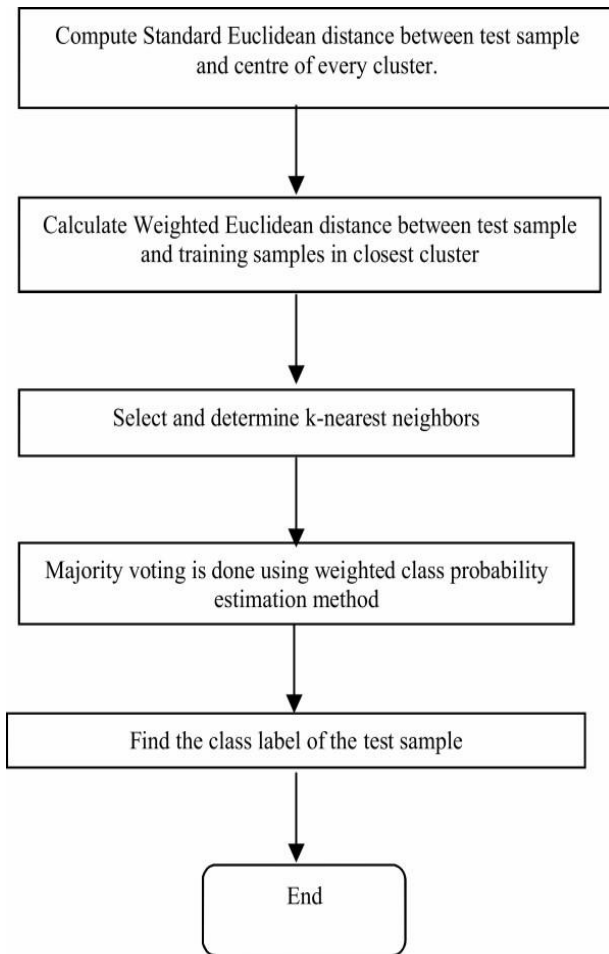 Compute Standard Euclidean distance between test sample
and centre of every cluster.
Calculate Weighted Euclidean distance between test sample
and training samples in closest cluster
Select and determine k-nearest neighbors
Majority voting is done using weighted class probability
estimation method
Find the class label of the test sample
End